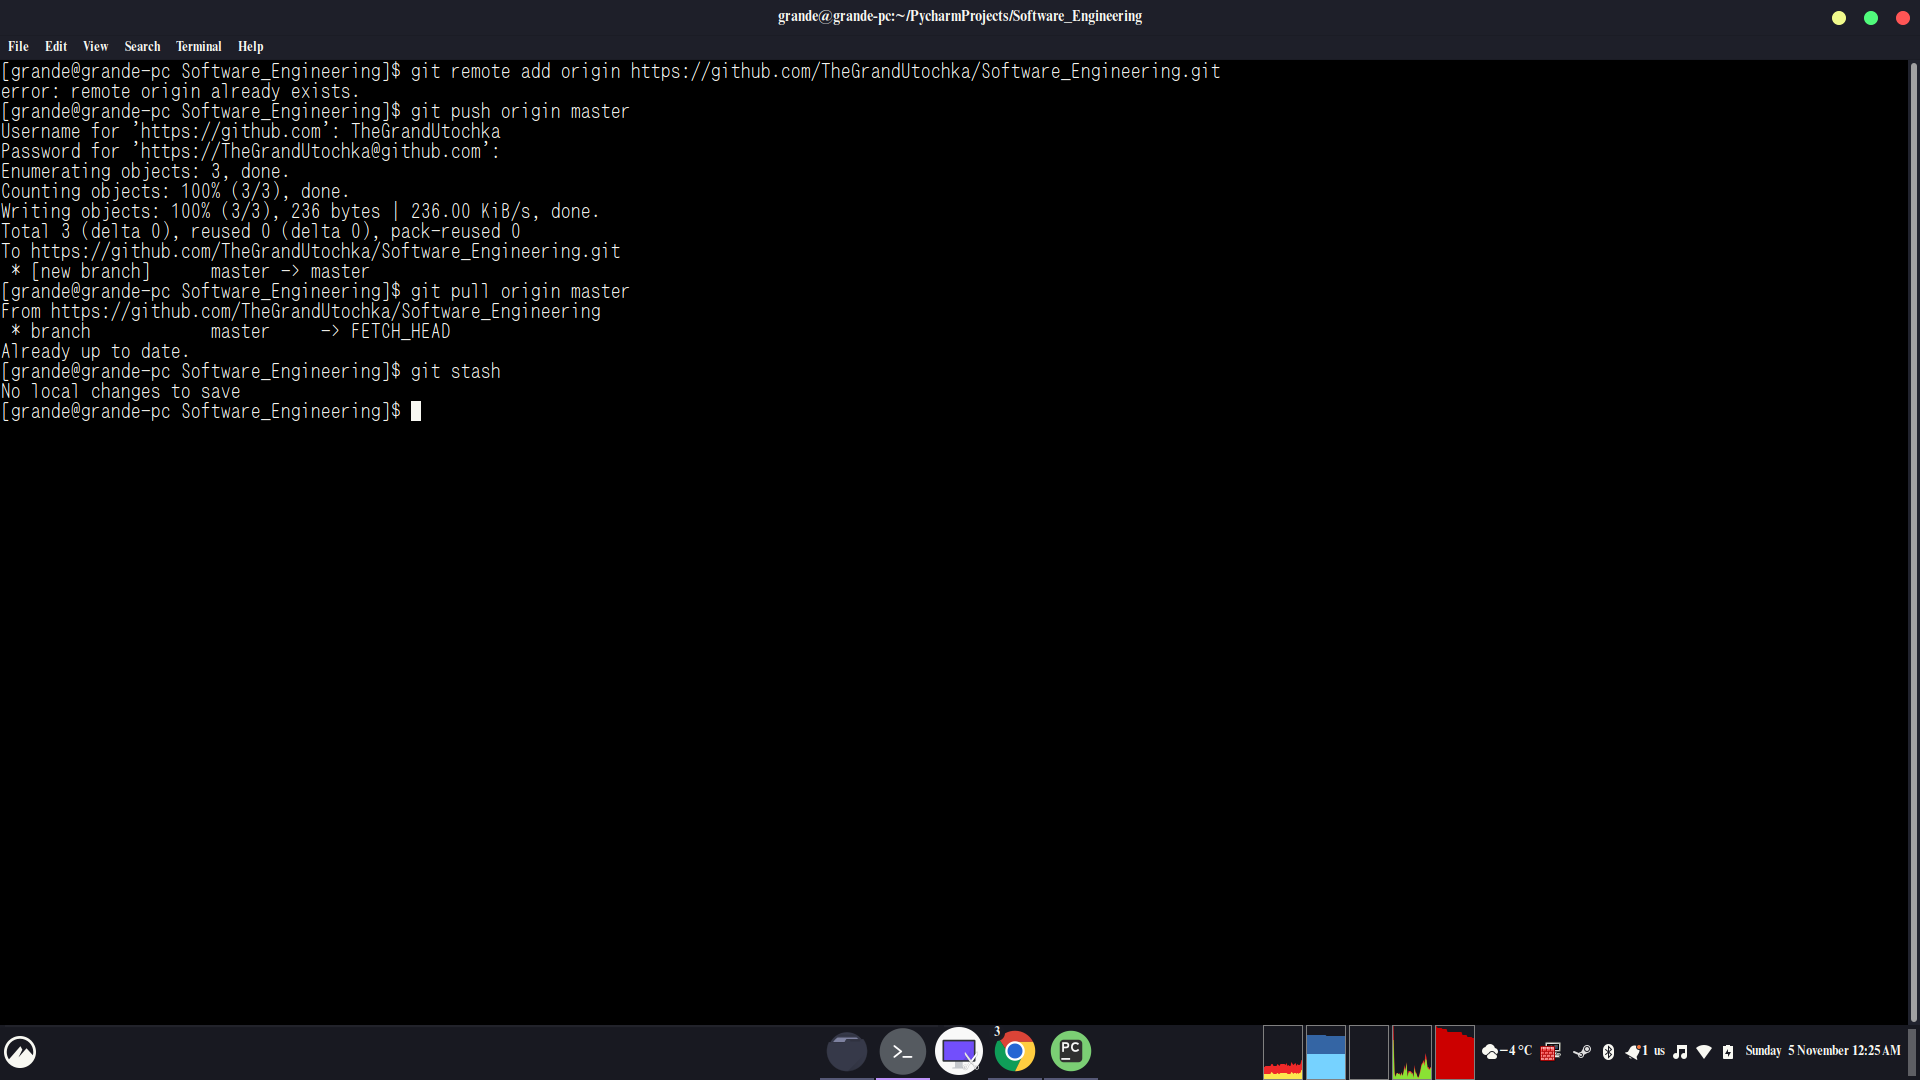 grande@grande-pc:~/PycharmProjects/Software_Engineering
File Edit View Search Terminal Help
[grande@grande-pc Software_Engineering]$ git remote add origin https://github.com/TheGrandUtochka/Software_Engineering.git
error: remote origin already exists.
[grande@grande-pc Software_Engineering]$ git push origin master
Username for 'https://github.com': TheGrandUtochka
Password for 'https://TheGrandUtochka@github.com':
Enumerating objects: 3, done.
Counting objects: 100% (3/3), done.
Writing objects: 100% (3/3), 236 bytes | 236.00 KiB/s, done.
Total 3 (delta 0), reused 0 (delta 0), pack-reused 0
To https://github.com/TheGrandUtochka/Software_Engineering.git
 * [new branch]      master -> master
[grande@grande-pc Software_Engineering]$ git pull origin master
From https://github.com/TheGrandUtochka/Software_Engineering
 * branch            master     -> FETCH_HEAD
Already up to date.
[grande@grande-pc Software_Engineering]$ git stash
No local changes to save
[grande@grande-pc Software_Engineering]$
>_ 3 PC -4 °C 1 us Sunday 5 November 12:25 AM